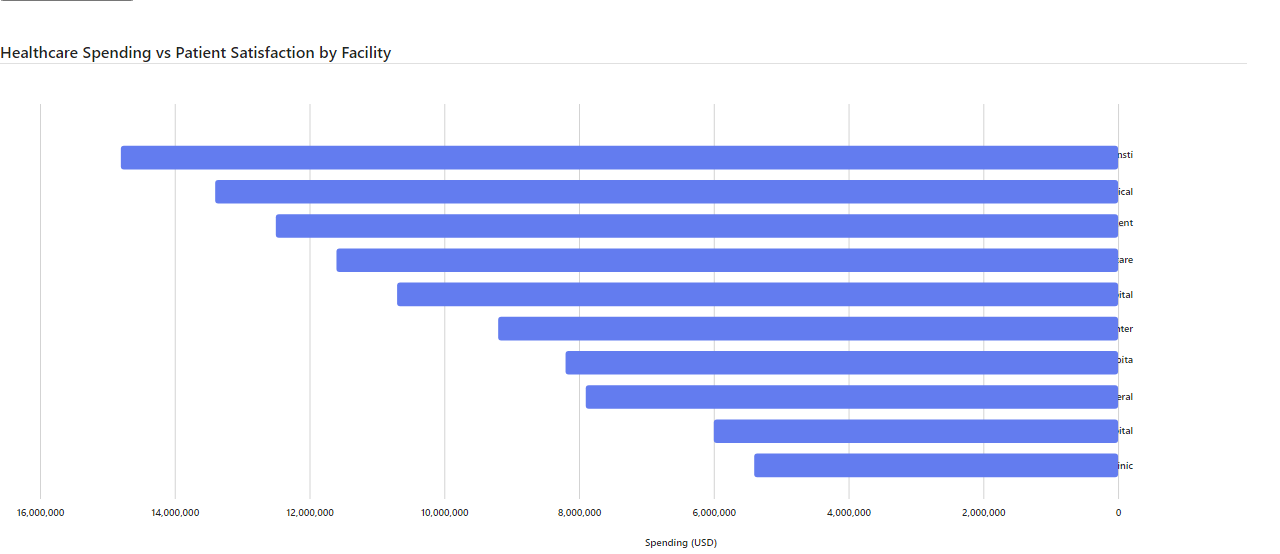 Healthcare Spending vs Patient Satisfaction by Facility
nsti
ical
ent
care
ital
nter
pita
eral
ital
inic
16,000,000 14,000,000 12,000,000 10,000,000 8,000,000 6,000,000 4,000,000 2,000,000 0
Spending (USD)